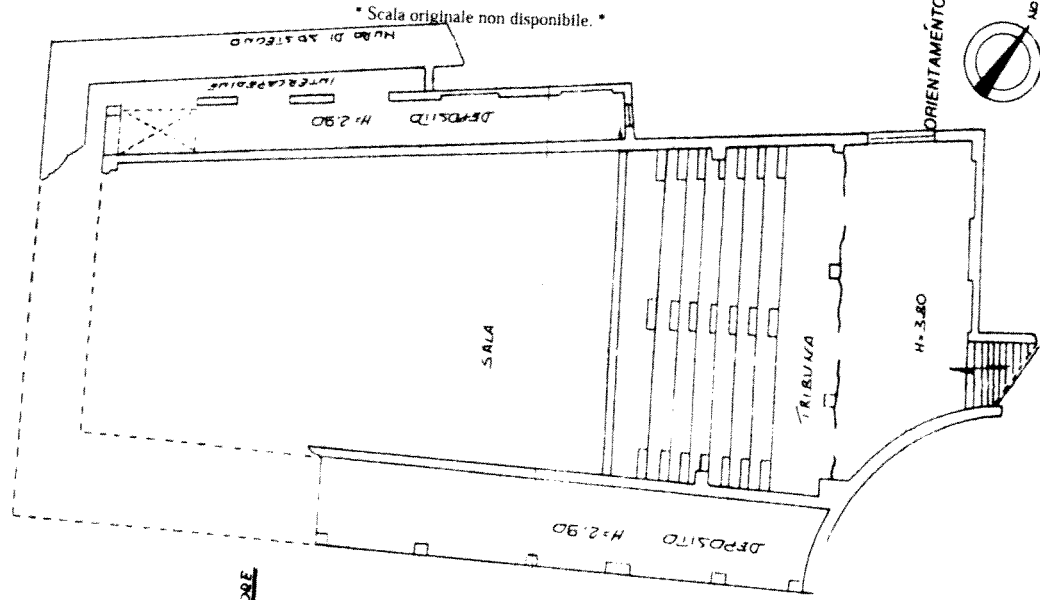 * Scala originale non disponibile. *
ORIENTAMENTO
NO
MURO DI SOSTEGNO
INTERCAPEDINE
DEPOSITO H=2.90
SALA
TRIBUNA
H=3.80
DEPOSITO H=2.90